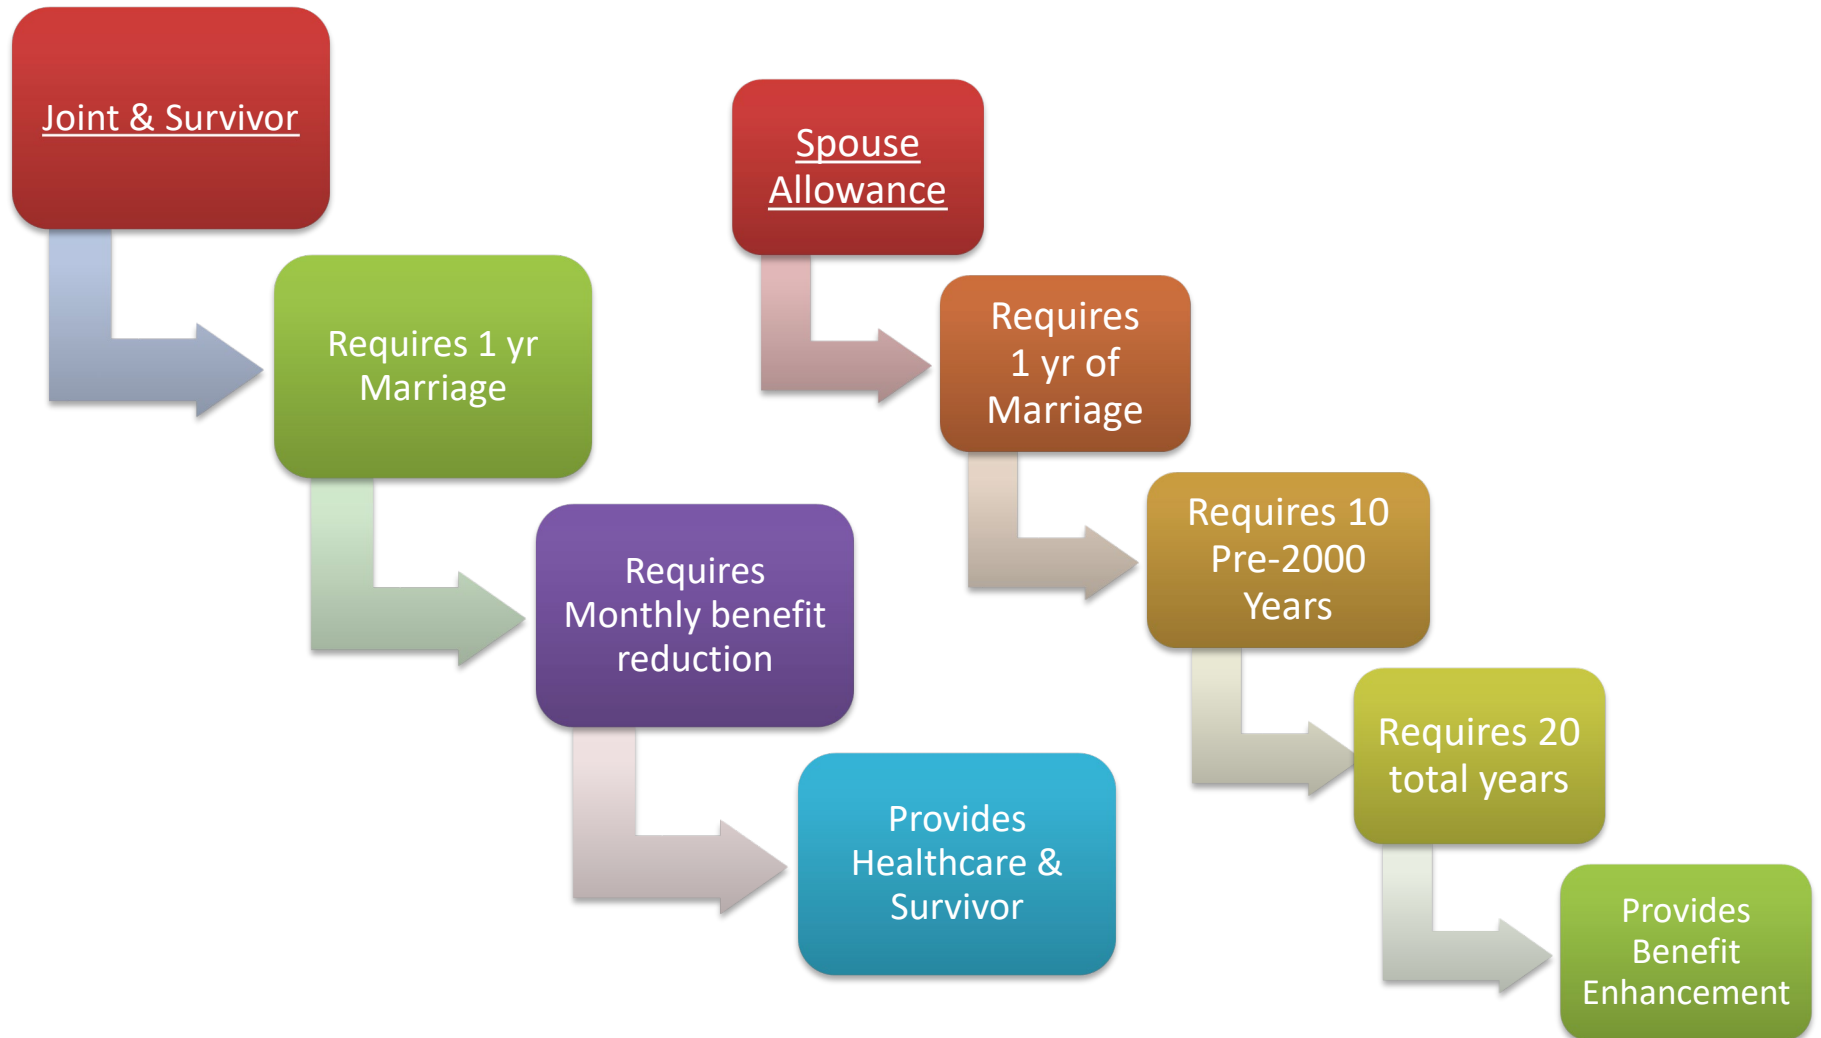 Joint & Survivor
Requires 1 yr
Marriage
Requires
Monthly benefit
reduction
Provides
Healthcare &
Survivor
Spouse
Allowance
Requires
1 yr of
Marriage
Requires 10
Pre-2000
Years
Requires 20
total years
Provides
Benefit
Enhancement